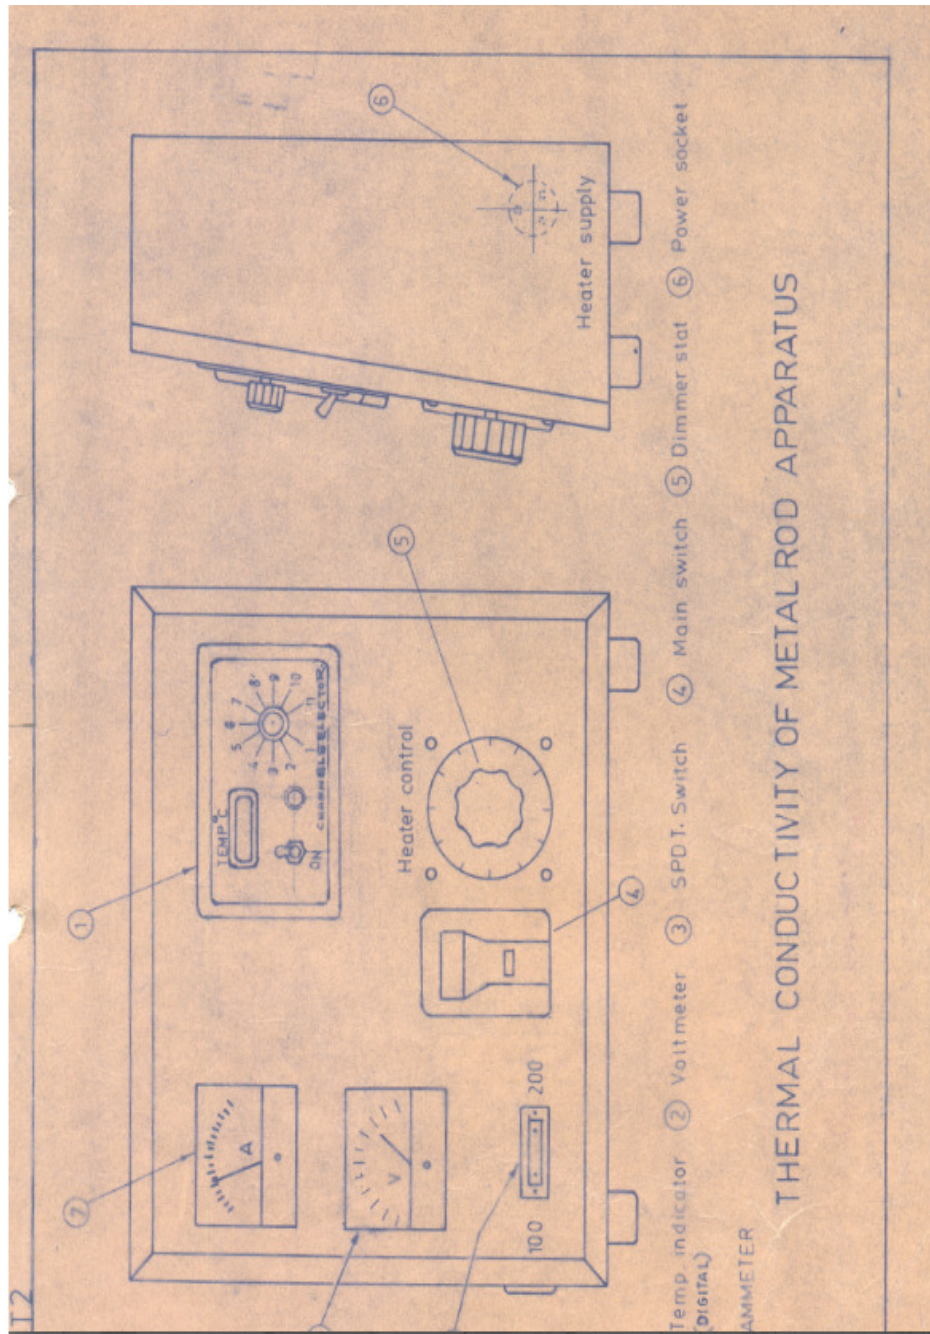 12
6
Heater supply
1
TEMP°C
ON
1 2 3 4 5 6 7 8 9 10 11
CHANNEL SELECTOR
5
Heater control
4
7
A
V
100 200
Temp. indicator 2 Voltmeter 3 SPDT. Switch 4 Main switch 5 Dimmer stat 6 Power socket
(DIGITAL)
AMMETER
THERMAL CONDUCTIVITY OF METAL ROD APPARATUS